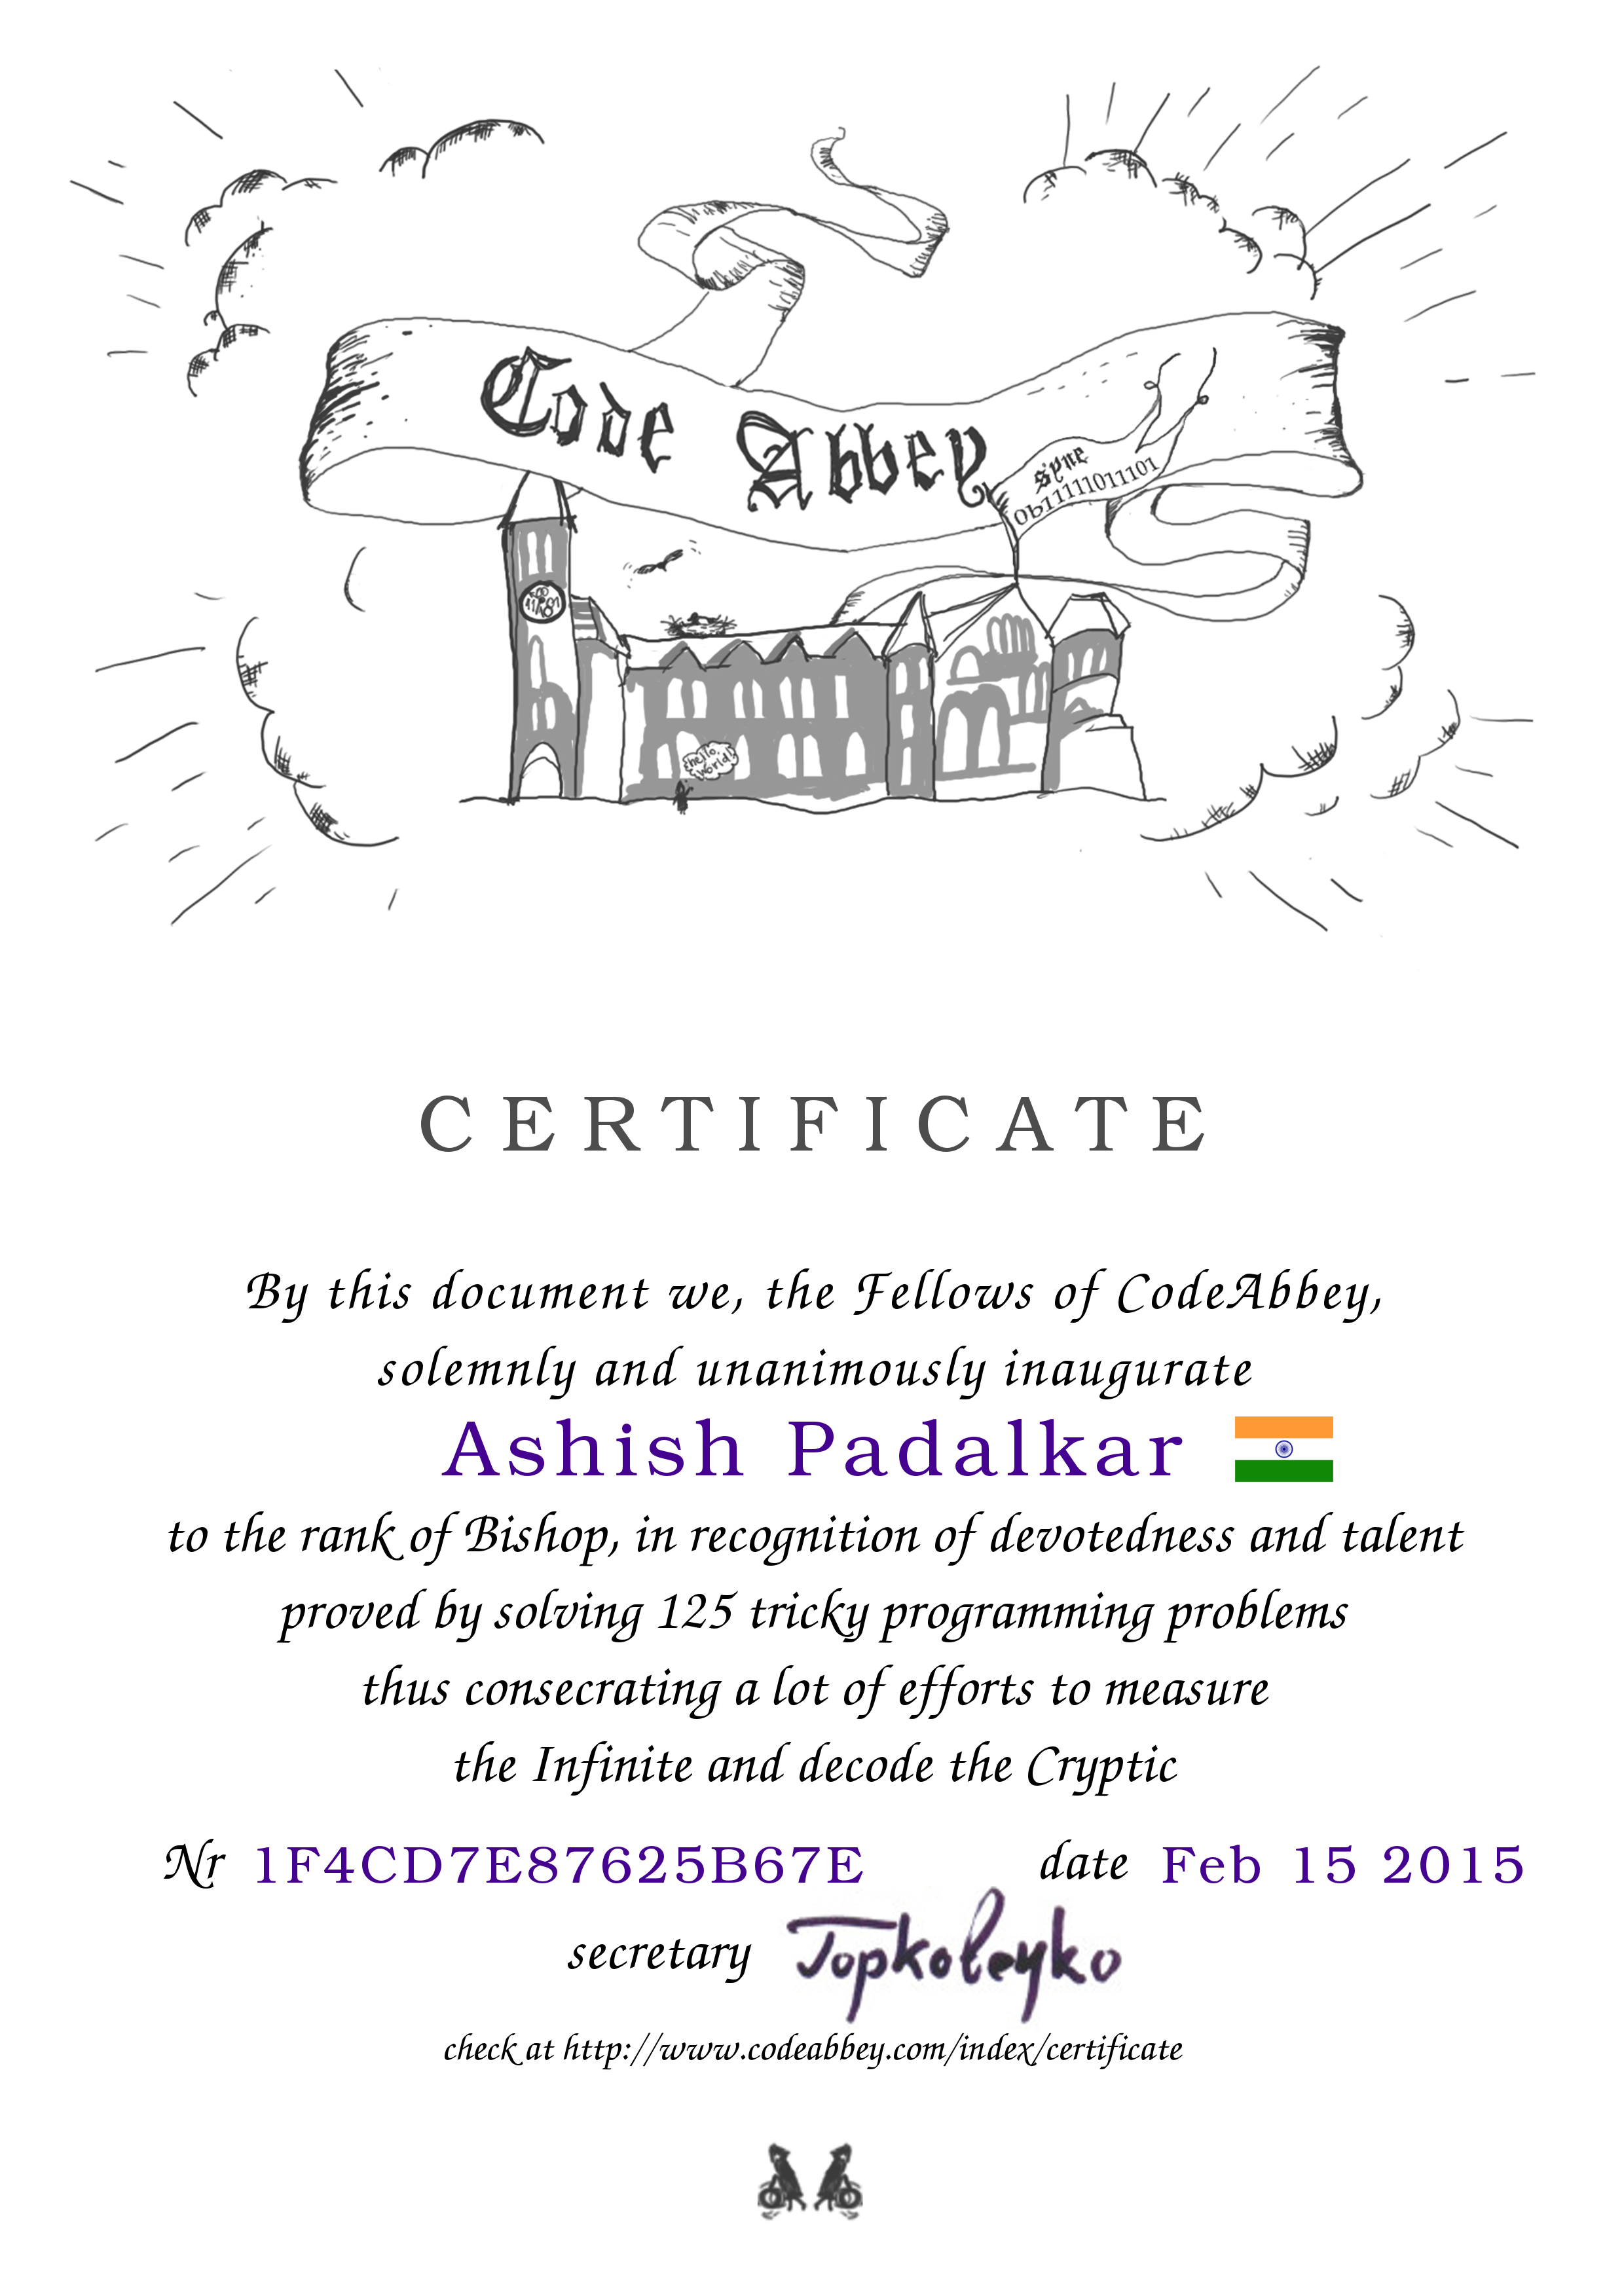 Code Abbey
syne
0b11111011101
hello,
world!
CERTIFICATE
By this document we, the Fellows of CodeAbbey,
solemnly and unanimously inaugurate
Ashish Padalkar
to the rank of Bishop, in recognition of devotedness and talent
proved by solving 125 tricky programming problems
thus consecrating a lot of efforts to measure
the Infinite and decode the Cryptic
Nr 1F4CD7E87625B67E date Feb 15 2015
secretary
check at http://www.codeabbey.com/index/certificate